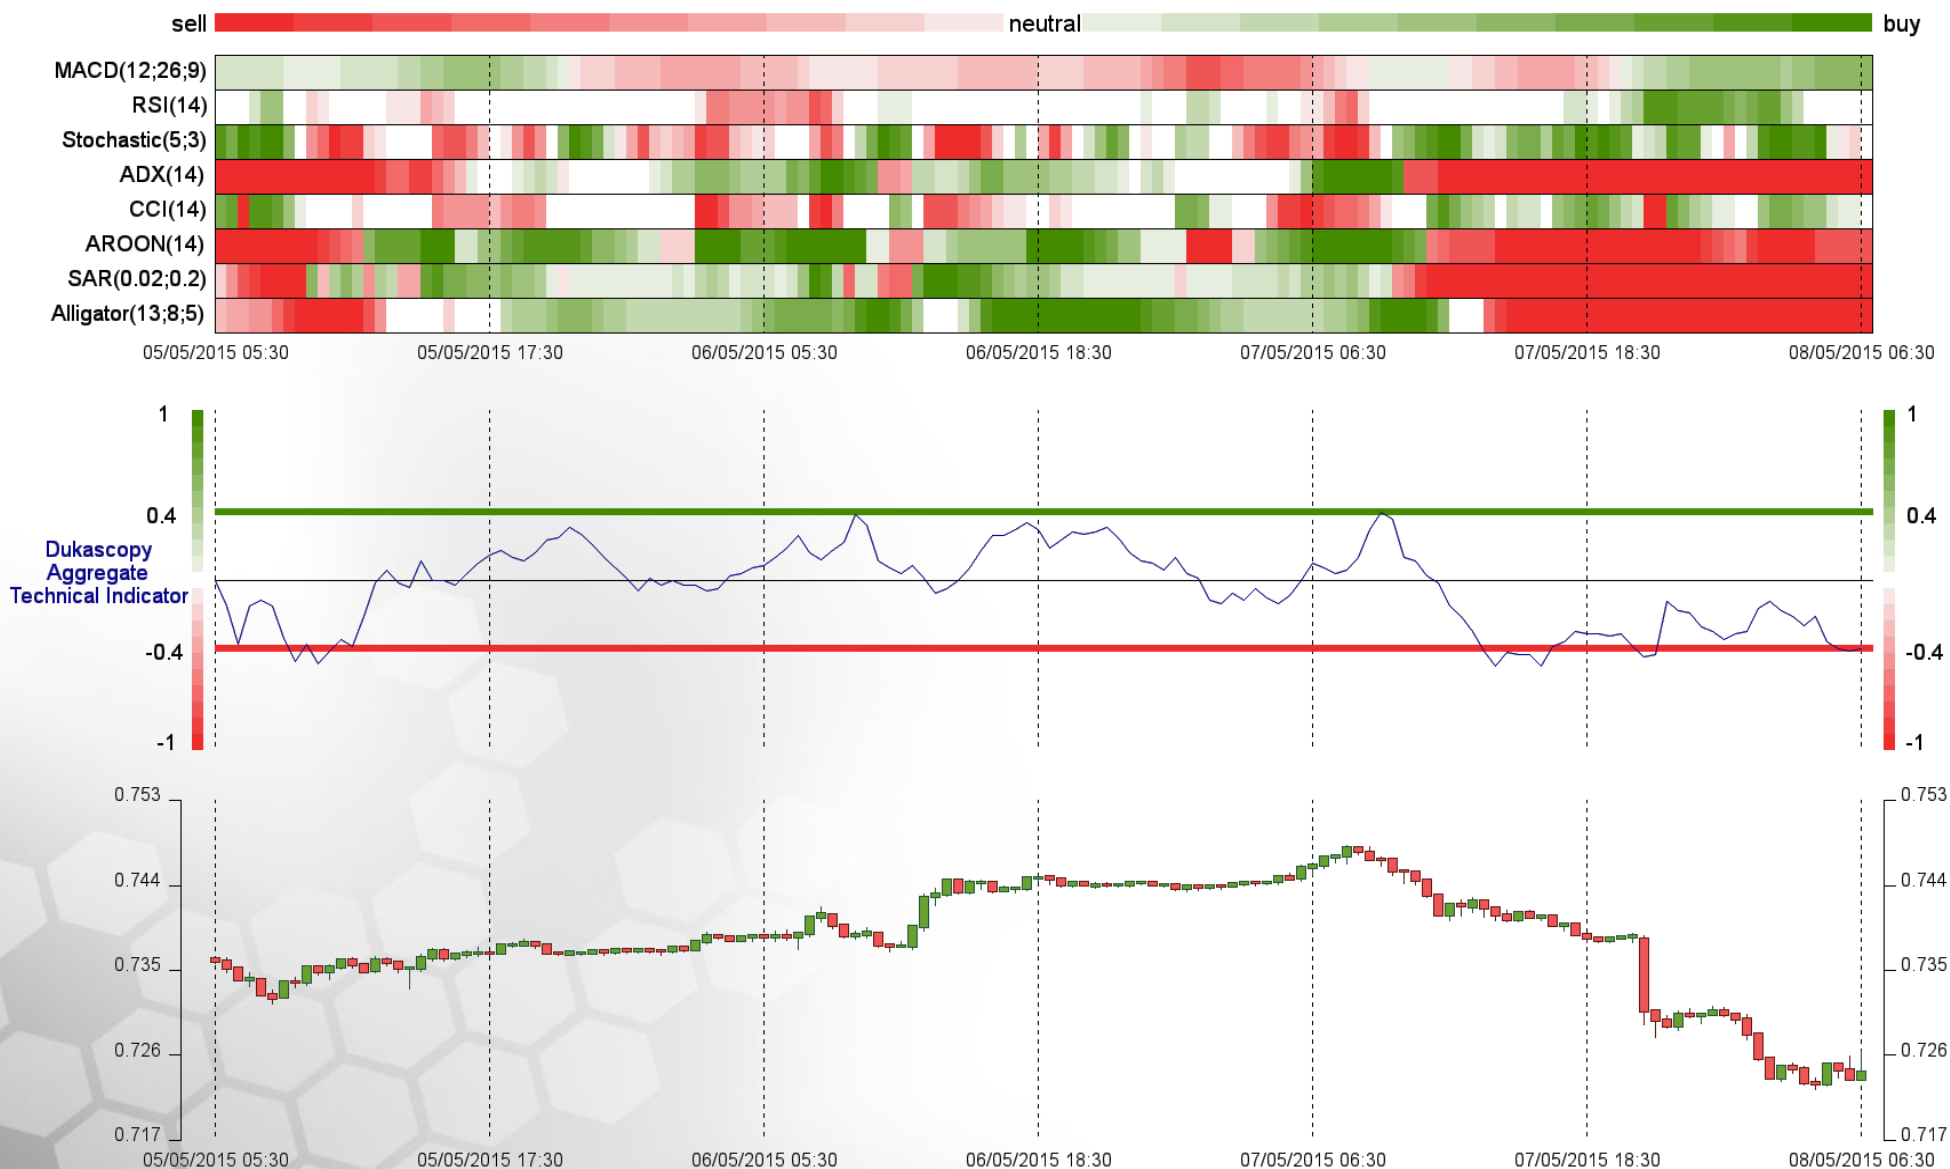 sell neutral buy
MACD(12;26;9)
RSI(14)
Stochastic(5;3)
ADX(14)
CCI(14)
AROON(14)
SAR(0.02;0.2)
Alligator(13;8;5)
05/05/2015 05:30 05/05/2015 17:30 06/05/2015 05:30 06/05/2015 18:30 07/05/2015 06:30 07/05/2015 18:30 08/05/2015 06:30
1 1
0.4 0.4
Dukascopy
Aggregate
Technical Indicator
-0.4 -0.4
-1 -1
0.753 0.753
0.744 0.744
0.735 0.735
0.726 0.726
0.717 0.717
05/05/2015 05:30 05/05/2015 17:30 06/05/2015 05:30 06/05/2015 18:30 07/05/2015 06:30 07/05/2015 18:30 08/05/2015 06:30